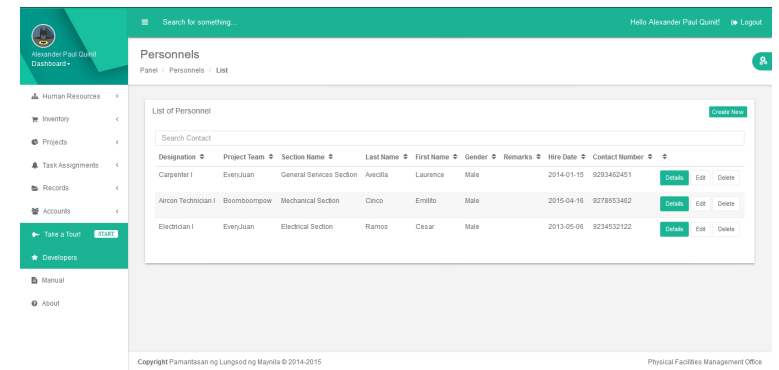 Search for something...
Hello Alexander Paul Quinit!
Logout
Alexander Paul Quinit
Dashboard
Human Resources
Inventory
Projects
Task Assignments
Records
Accounts
Take a Tour! START
Developers
Manual
About
Personnels
Panel / Personnels / List
List of Personnel
Create New
Search Contact
Designation Project Team Section Name Last Name First Name Gender Remarks Hire Date Contact Number
Carpenter I EveryJuan General Services Section Avecilla Laurence Male 2014-01-15 9293462451 Details Edit Delete
Aircon Technician I Boomboompow Mechanical Section Cinco Emilito Male 2015-04-16 9278653462 Details Edit Delete
Electrician I EveryJuan Electrical Section Ramos Cesar Male 2013-05-06 9234532122 Details Edit Delete
Copyright Pamantasan ng Lungsod ng Maynila © 2014-2015
Physical Facilities Management Office